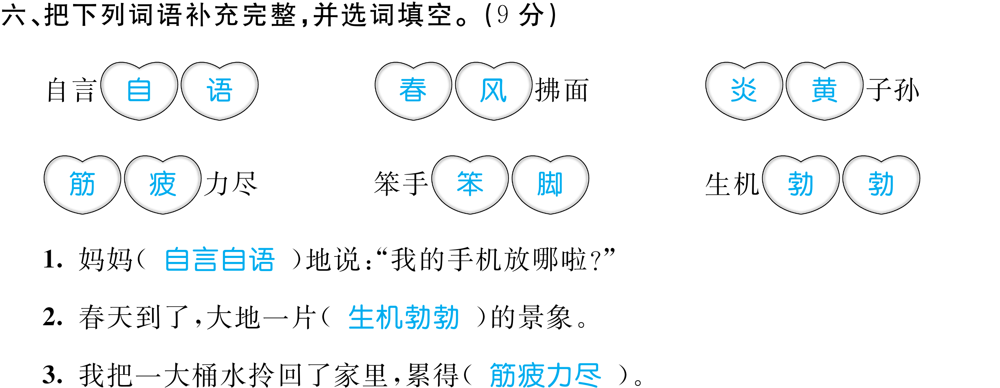 六、把下列词语补充完整,并选词填空。(9 分)
自言自语 春风拂面 炎黄子孙
筋疲力尽 笨手笨脚 生机勃勃
1. 妈妈( 自言自语 )地说:“我的手机放哪啦?”
2. 春天到了,大地一片( 生机勃勃 )的景象。
3. 我把一大桶水拎回了家里,累得( 筋疲力尽 )。